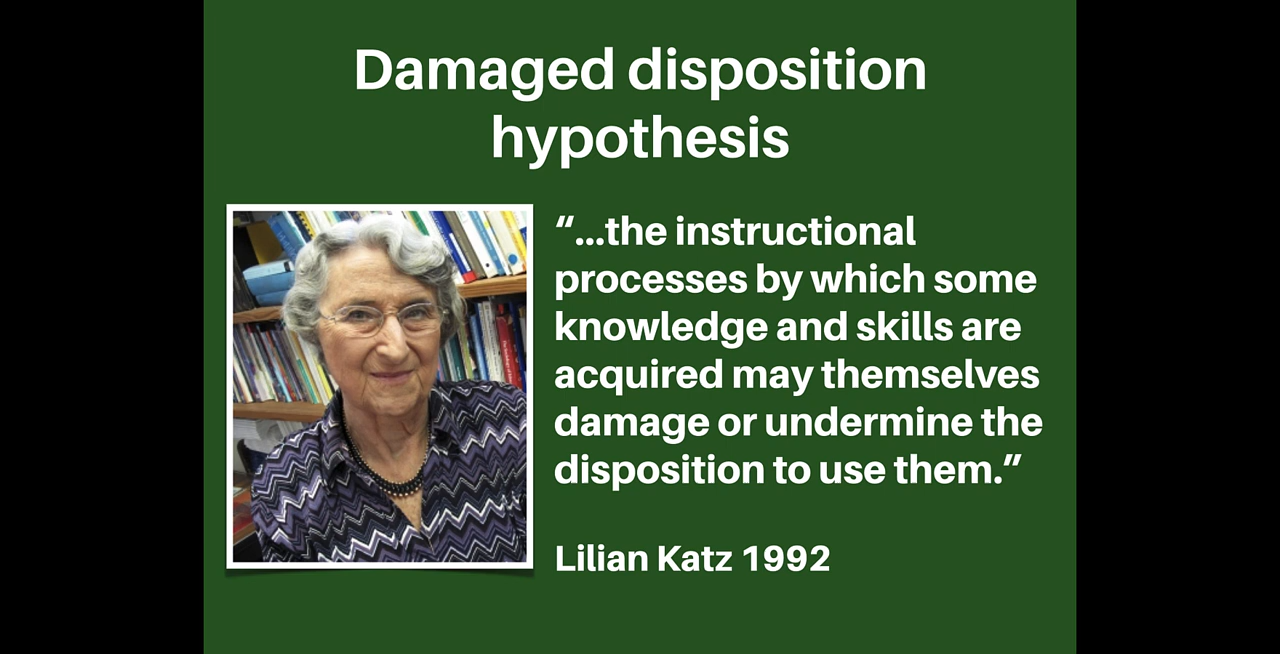 Damaged disposition
hypothesis
“...the instructional
processes by which some
knowledge and skills are
acquired may themselves
damage or undermine the
disposition to use them.”
Lilian Katz 1992